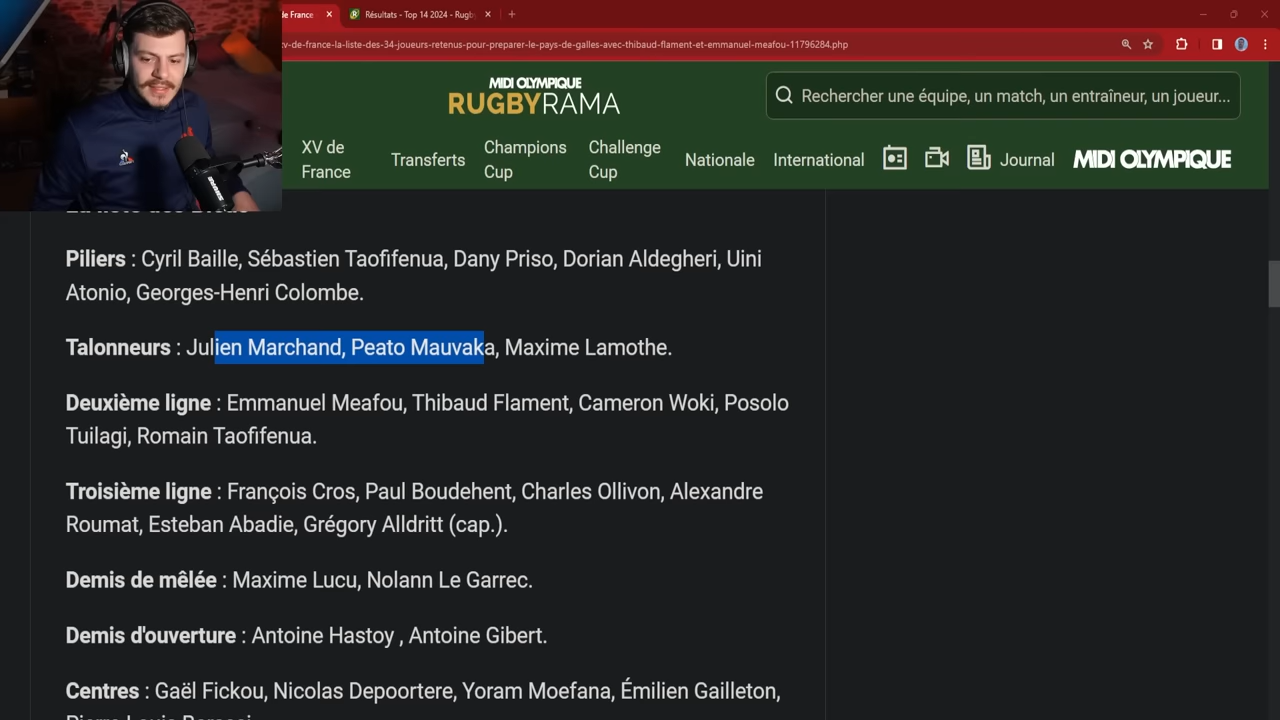 de France
Résultats - Top 14 2024 - Rugby
tv-de-france-la-liste-des-34-joueurs-retenus-pour-preparer-le-pays-de-galles-avec-thibaud-flament-et-emmanuel-meafou-11796284.php
MIDI OLYMPIQUE
RUGBYRAMA
Rechercher une équipe, un match, un entraîneur, un joueur...
XV de
France
Transferts
Champions
Cup
Challenge
Cup
Nationale
International
Journal
MIDI OLYMPIQUE
Piliers : Cyril Baille, Sébastien Taofifenua, Dany Priso, Dorian Aldegheri, Uini
Atonio, Georges-Henri Colombe.
Talonneurs : Julien Marchand, Peato Mauvaka, Maxime Lamothe.
Deuxième ligne : Emmanuel Meafou, Thibaud Flament, Cameron Woki, Posolo
Tuilagi, Romain Taofifenua.
Troisième ligne : François Cros, Paul Boudehent, Charles Ollivon, Alexandre
Roumat, Esteban Abadie, Grégory Alldritt (cap.).
Demis de mêlée : Maxime Lucu, Nolann Le Garrec.
Demis d'ouverture : Antoine Hastoy , Antoine Gibert.
Centres : Gaël Fickou, Nicolas Depoortere, Yoram Moefana, Émilien Gailleton,